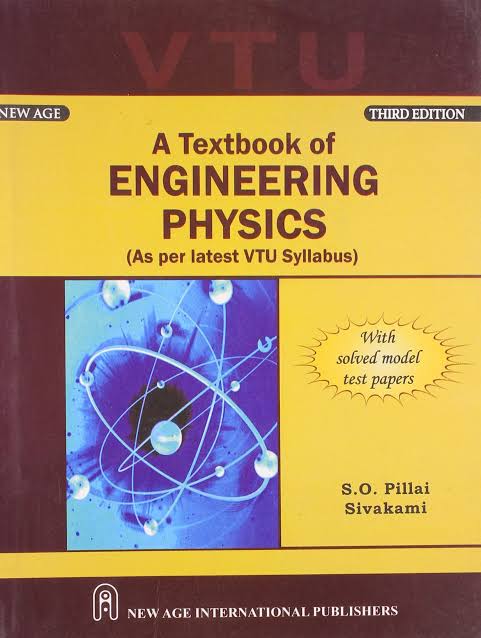 VTU
NEW AGE
THIRD EDITION
A Textbook of
ENGINEERING
PHYSICS
(As per latest VTU Syllabus)
With
solved model
test papers
S.O. Pillai
Sivakami
NEW AGE INTERNATIONAL PUBLISHERS